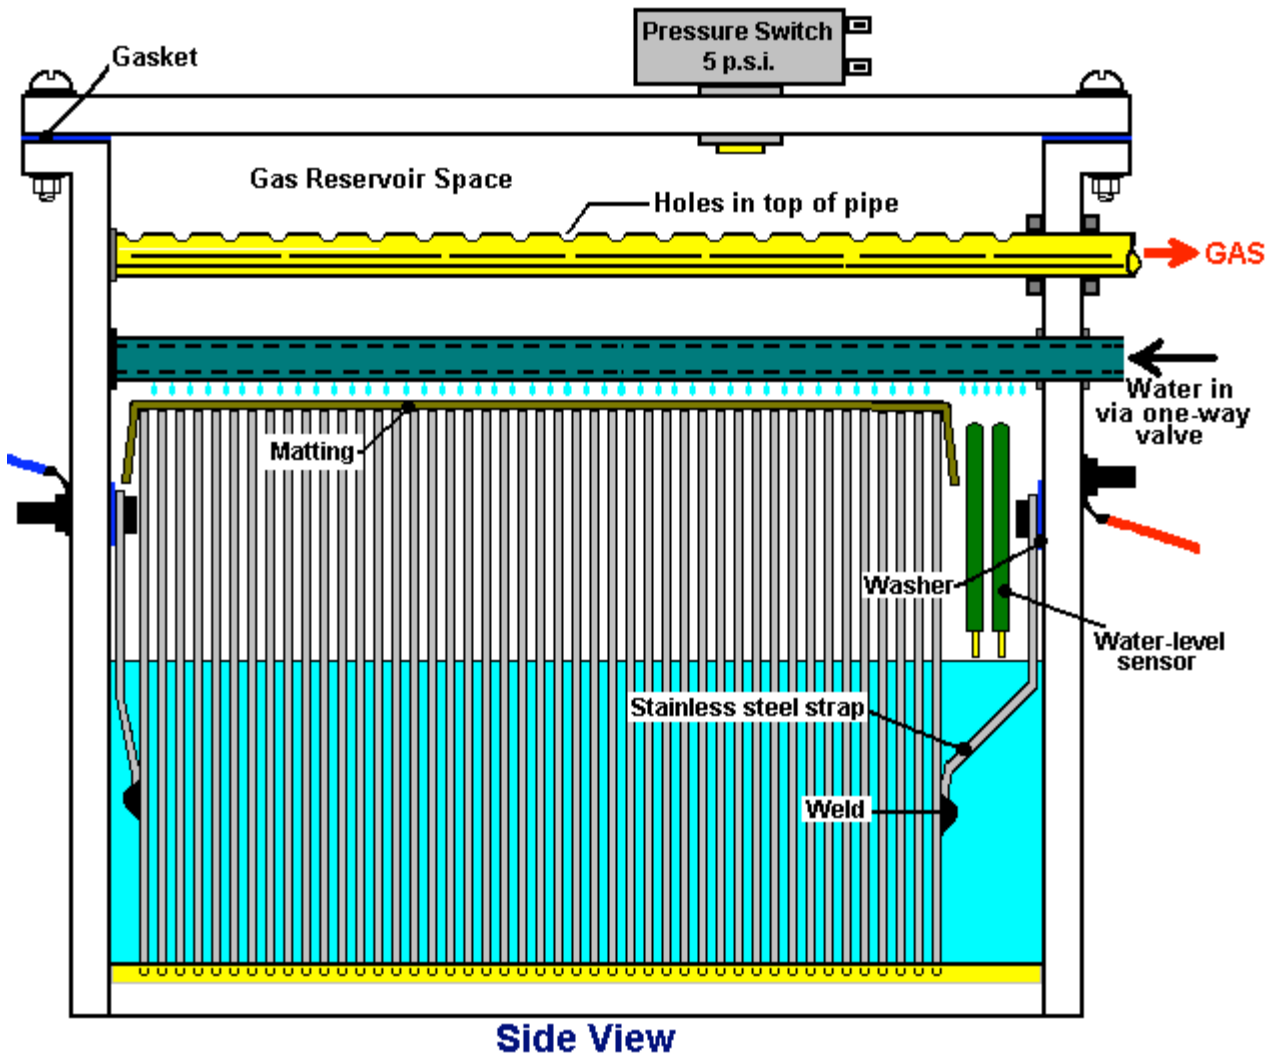 Pressure Switch
5 p.s.i.
Gasket
Gas Reservoir Space
Holes in top of pipe
GAS
Water in
via one-way
valve
Matting
Washer
Water-level
sensor
Stainless steel strap
Weld
Side View